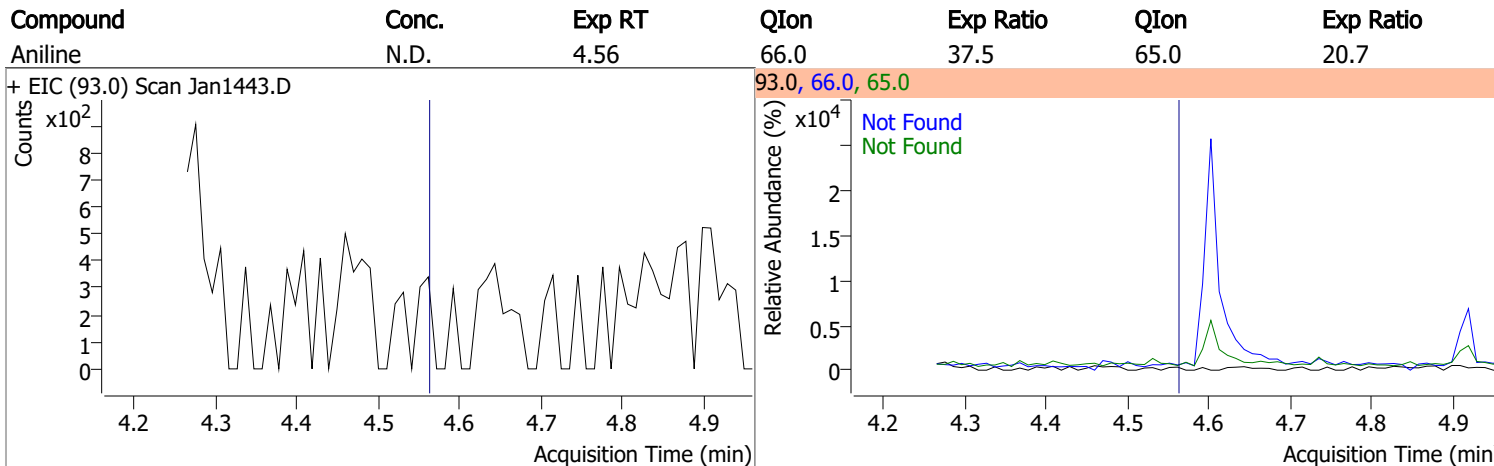 Compound Conc. Exp RT QIon Exp Ratio QIon Exp Ratio
Aniline N.D. 4.56 66.0 37.5 65.0 20.7
+ EIC (93.0) Scan Jan1443.D
Counts
x10²
8
7
6
5
4
3
2
1
0
4.2 4.3 4.4 4.5 4.6 4.7 4.8 4.9
Acquisition Time (min)
93.0, 66.0, 65.0
Relative Abundance (%)
x10⁴
Not Found
Not Found
2
1.5
1
0.5
0
4.2 4.3 4.4 4.5 4.6 4.7 4.8 4.9
Acquisition Time (min